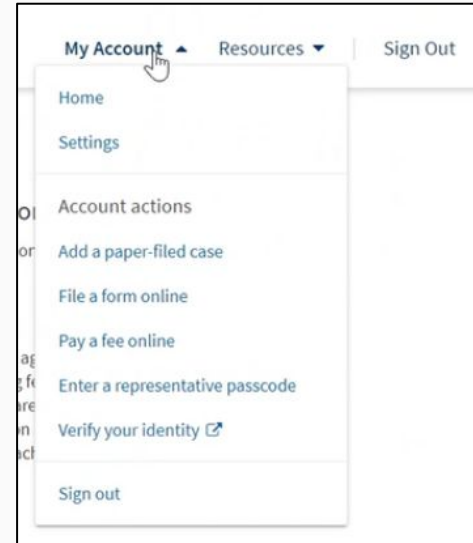 My Account Resources Sign Out
Home
Settings
Account actions
Add a paper-filed case
File a form online
Pay a fee online
Enter a representative passcode
Verify your identity
Sign out